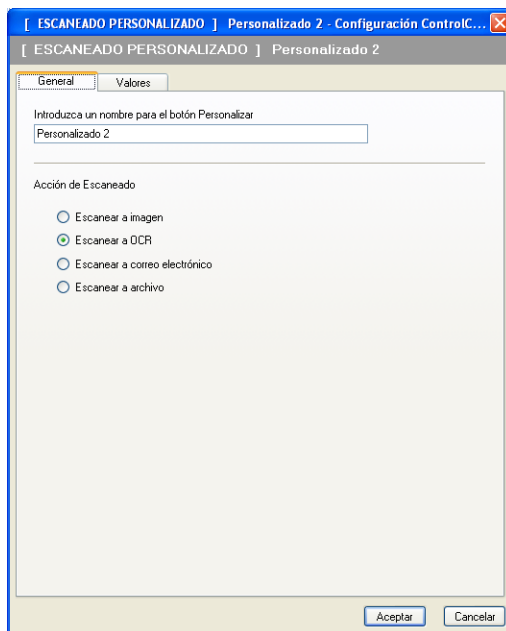 [ ESCANEADO PERSONALIZADO ] Personalizado 2 - Configuración ControlC...
[ ESCANEADO PERSONALIZADO ] Personalizado 2
General Valores
Introduzca un nombre para el botón Personalizar
Personalizado 2
Acción de Escaneado
Escanear a imagen
Escanear a OCR
Escanear a correo electrónico
Escanear a archivo
Aceptar Cancelar